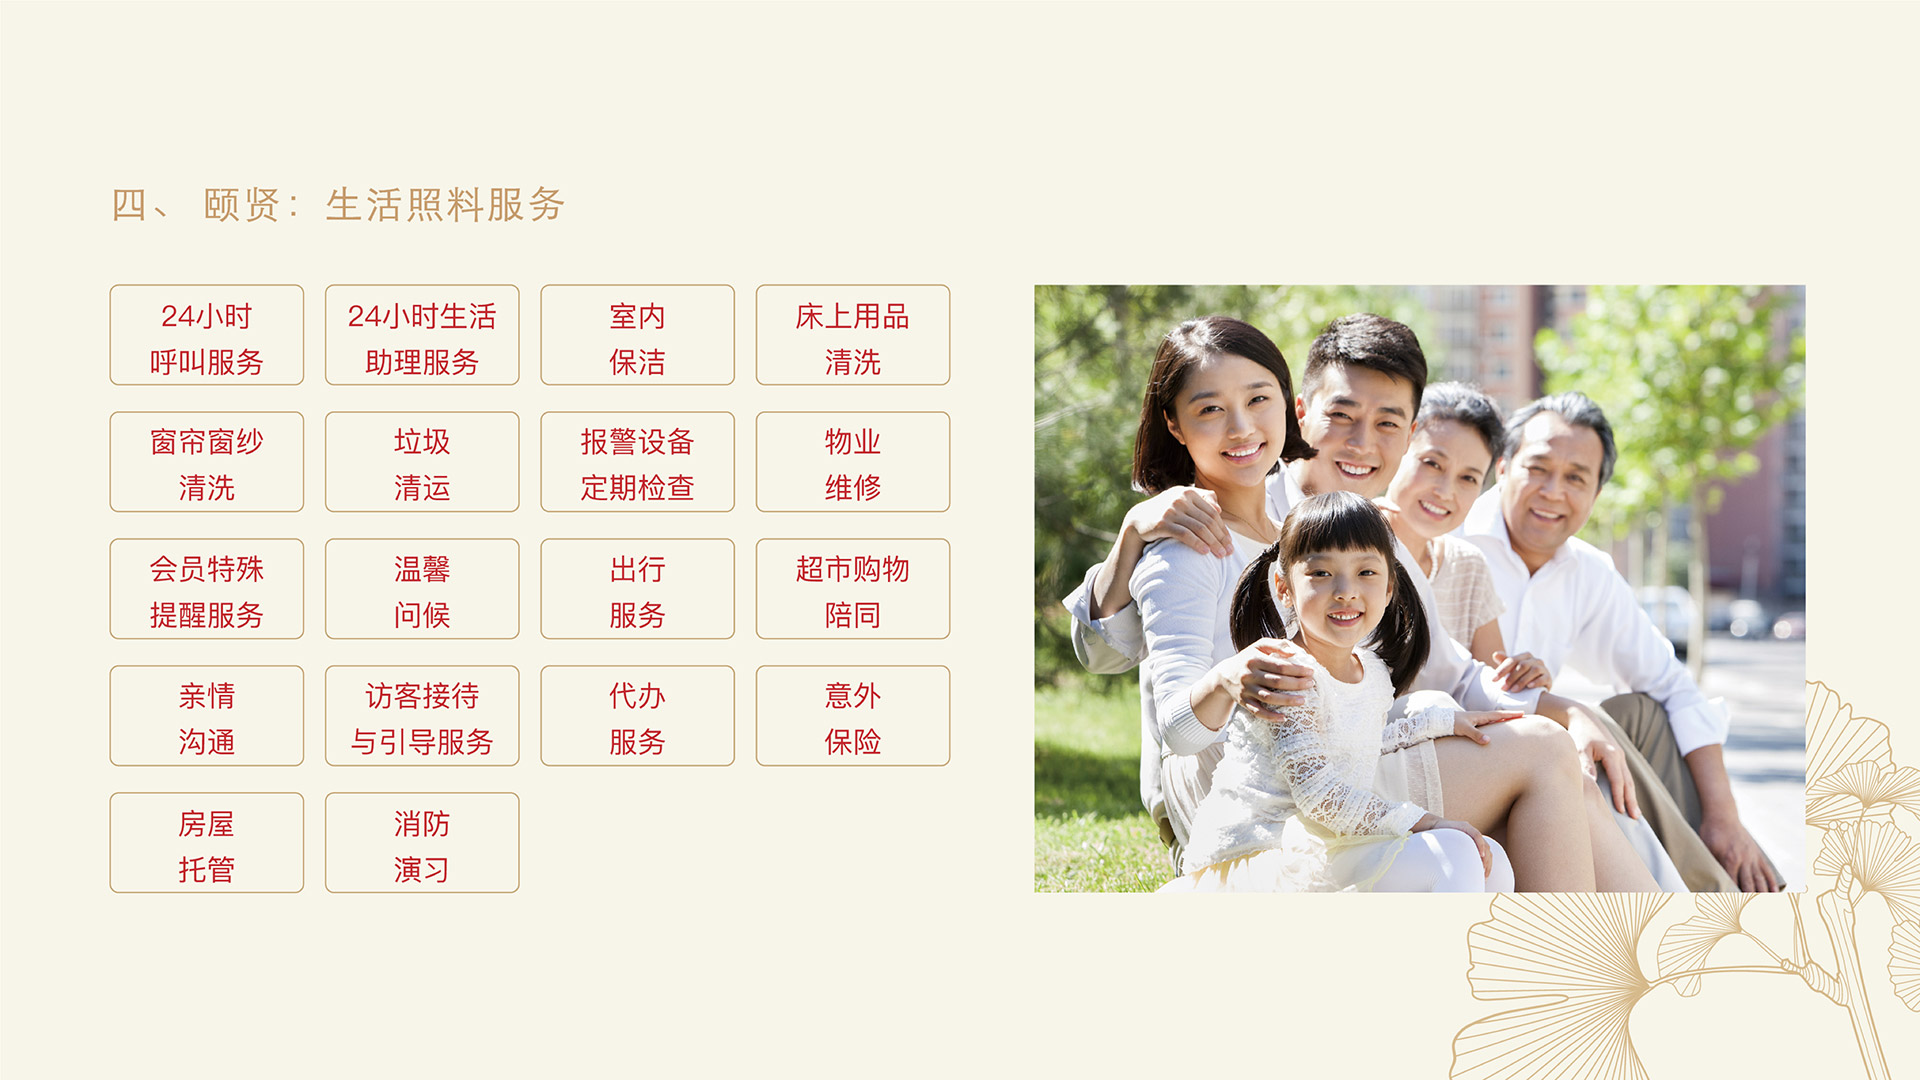 四、 颐贤：生活照料服务
24小时
呼叫服务
24小时生活
助理服务
室内
保洁
床上用品
清洗
窗帘窗纱
清洗
垃圾
清运
报警设备
定期检查
物业
维修
会员特殊
提醒服务
温馨
问候
出行
服务
超市购物
陪同
亲情
沟通
访客接待
与引导服务
代办
服务
意外
保险
房屋
托管
消防
演习